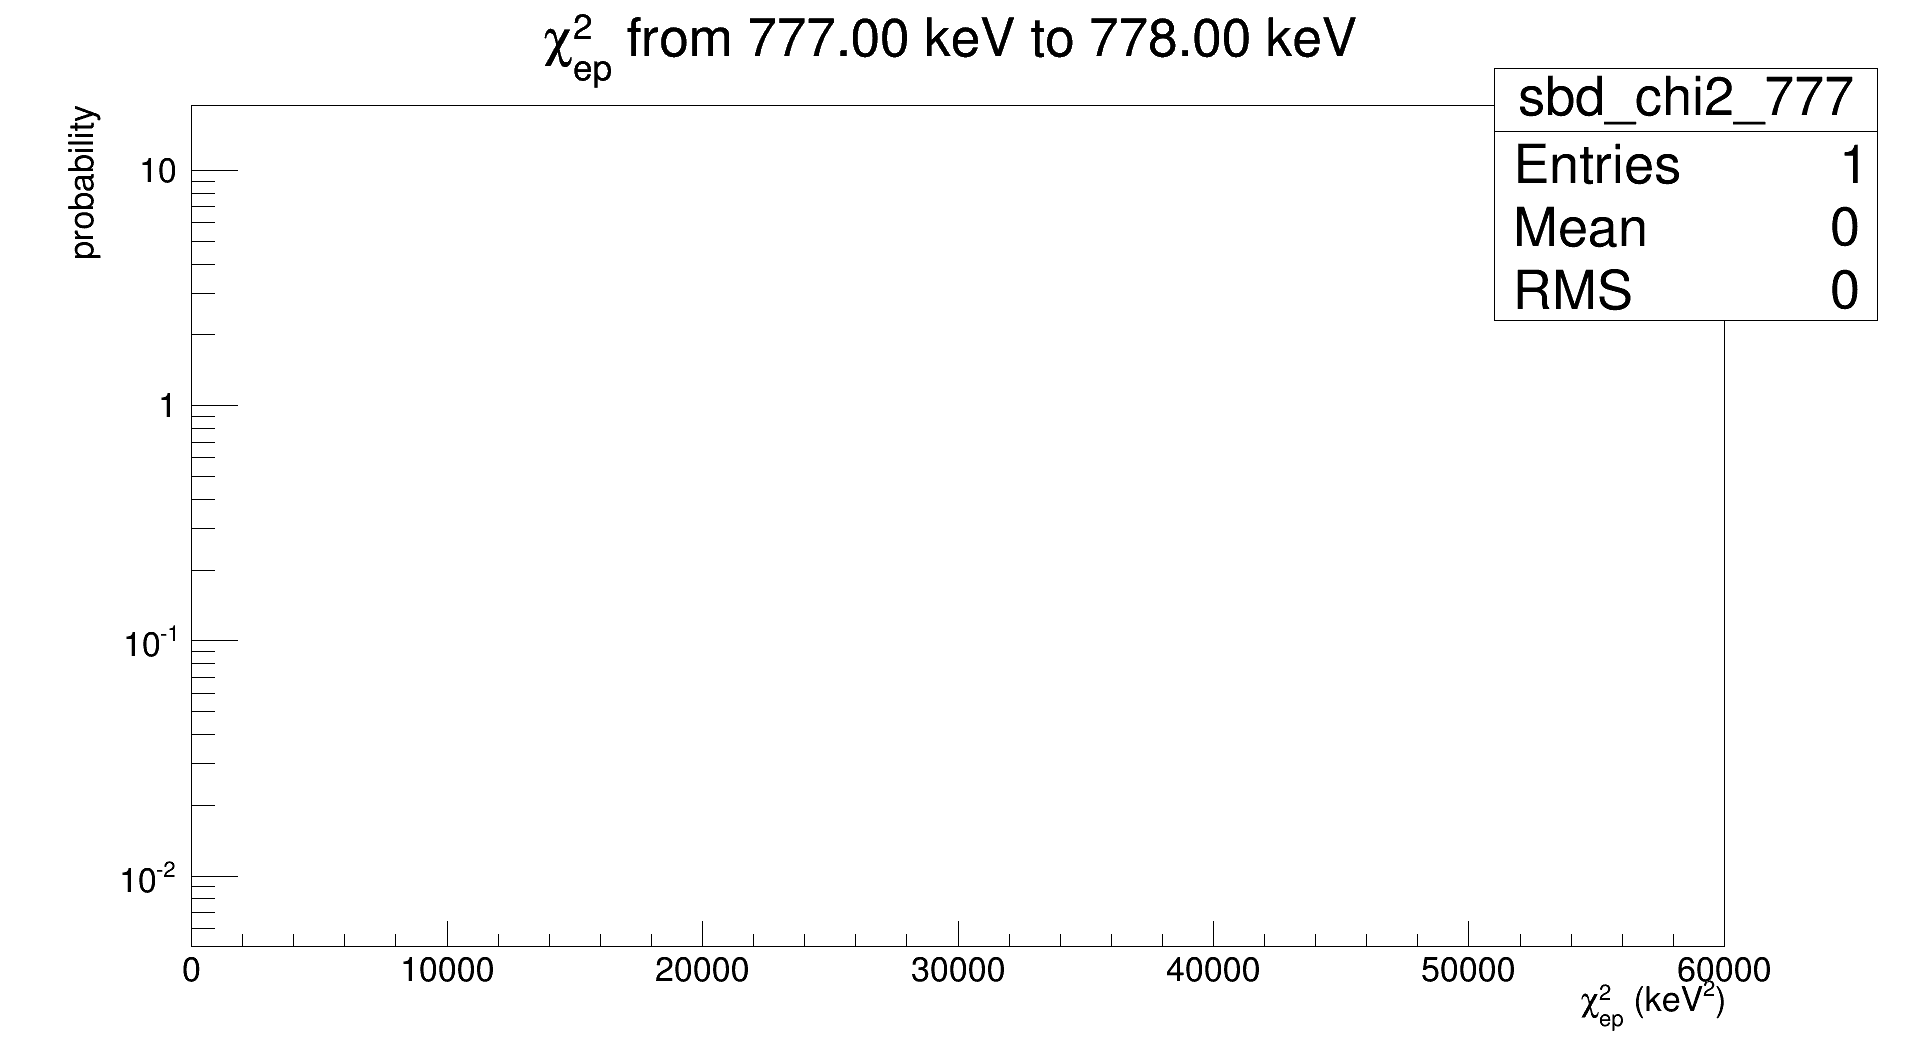 χ²ep from 777.00 keV to 778.00 keV
sbd_chi2_777
Entries 1
Mean 0
RMS 0
probability
10
1
10⁻¹
10⁻²
0 10000 20000 30000 40000 50000 60000
χ²ep (keV²)